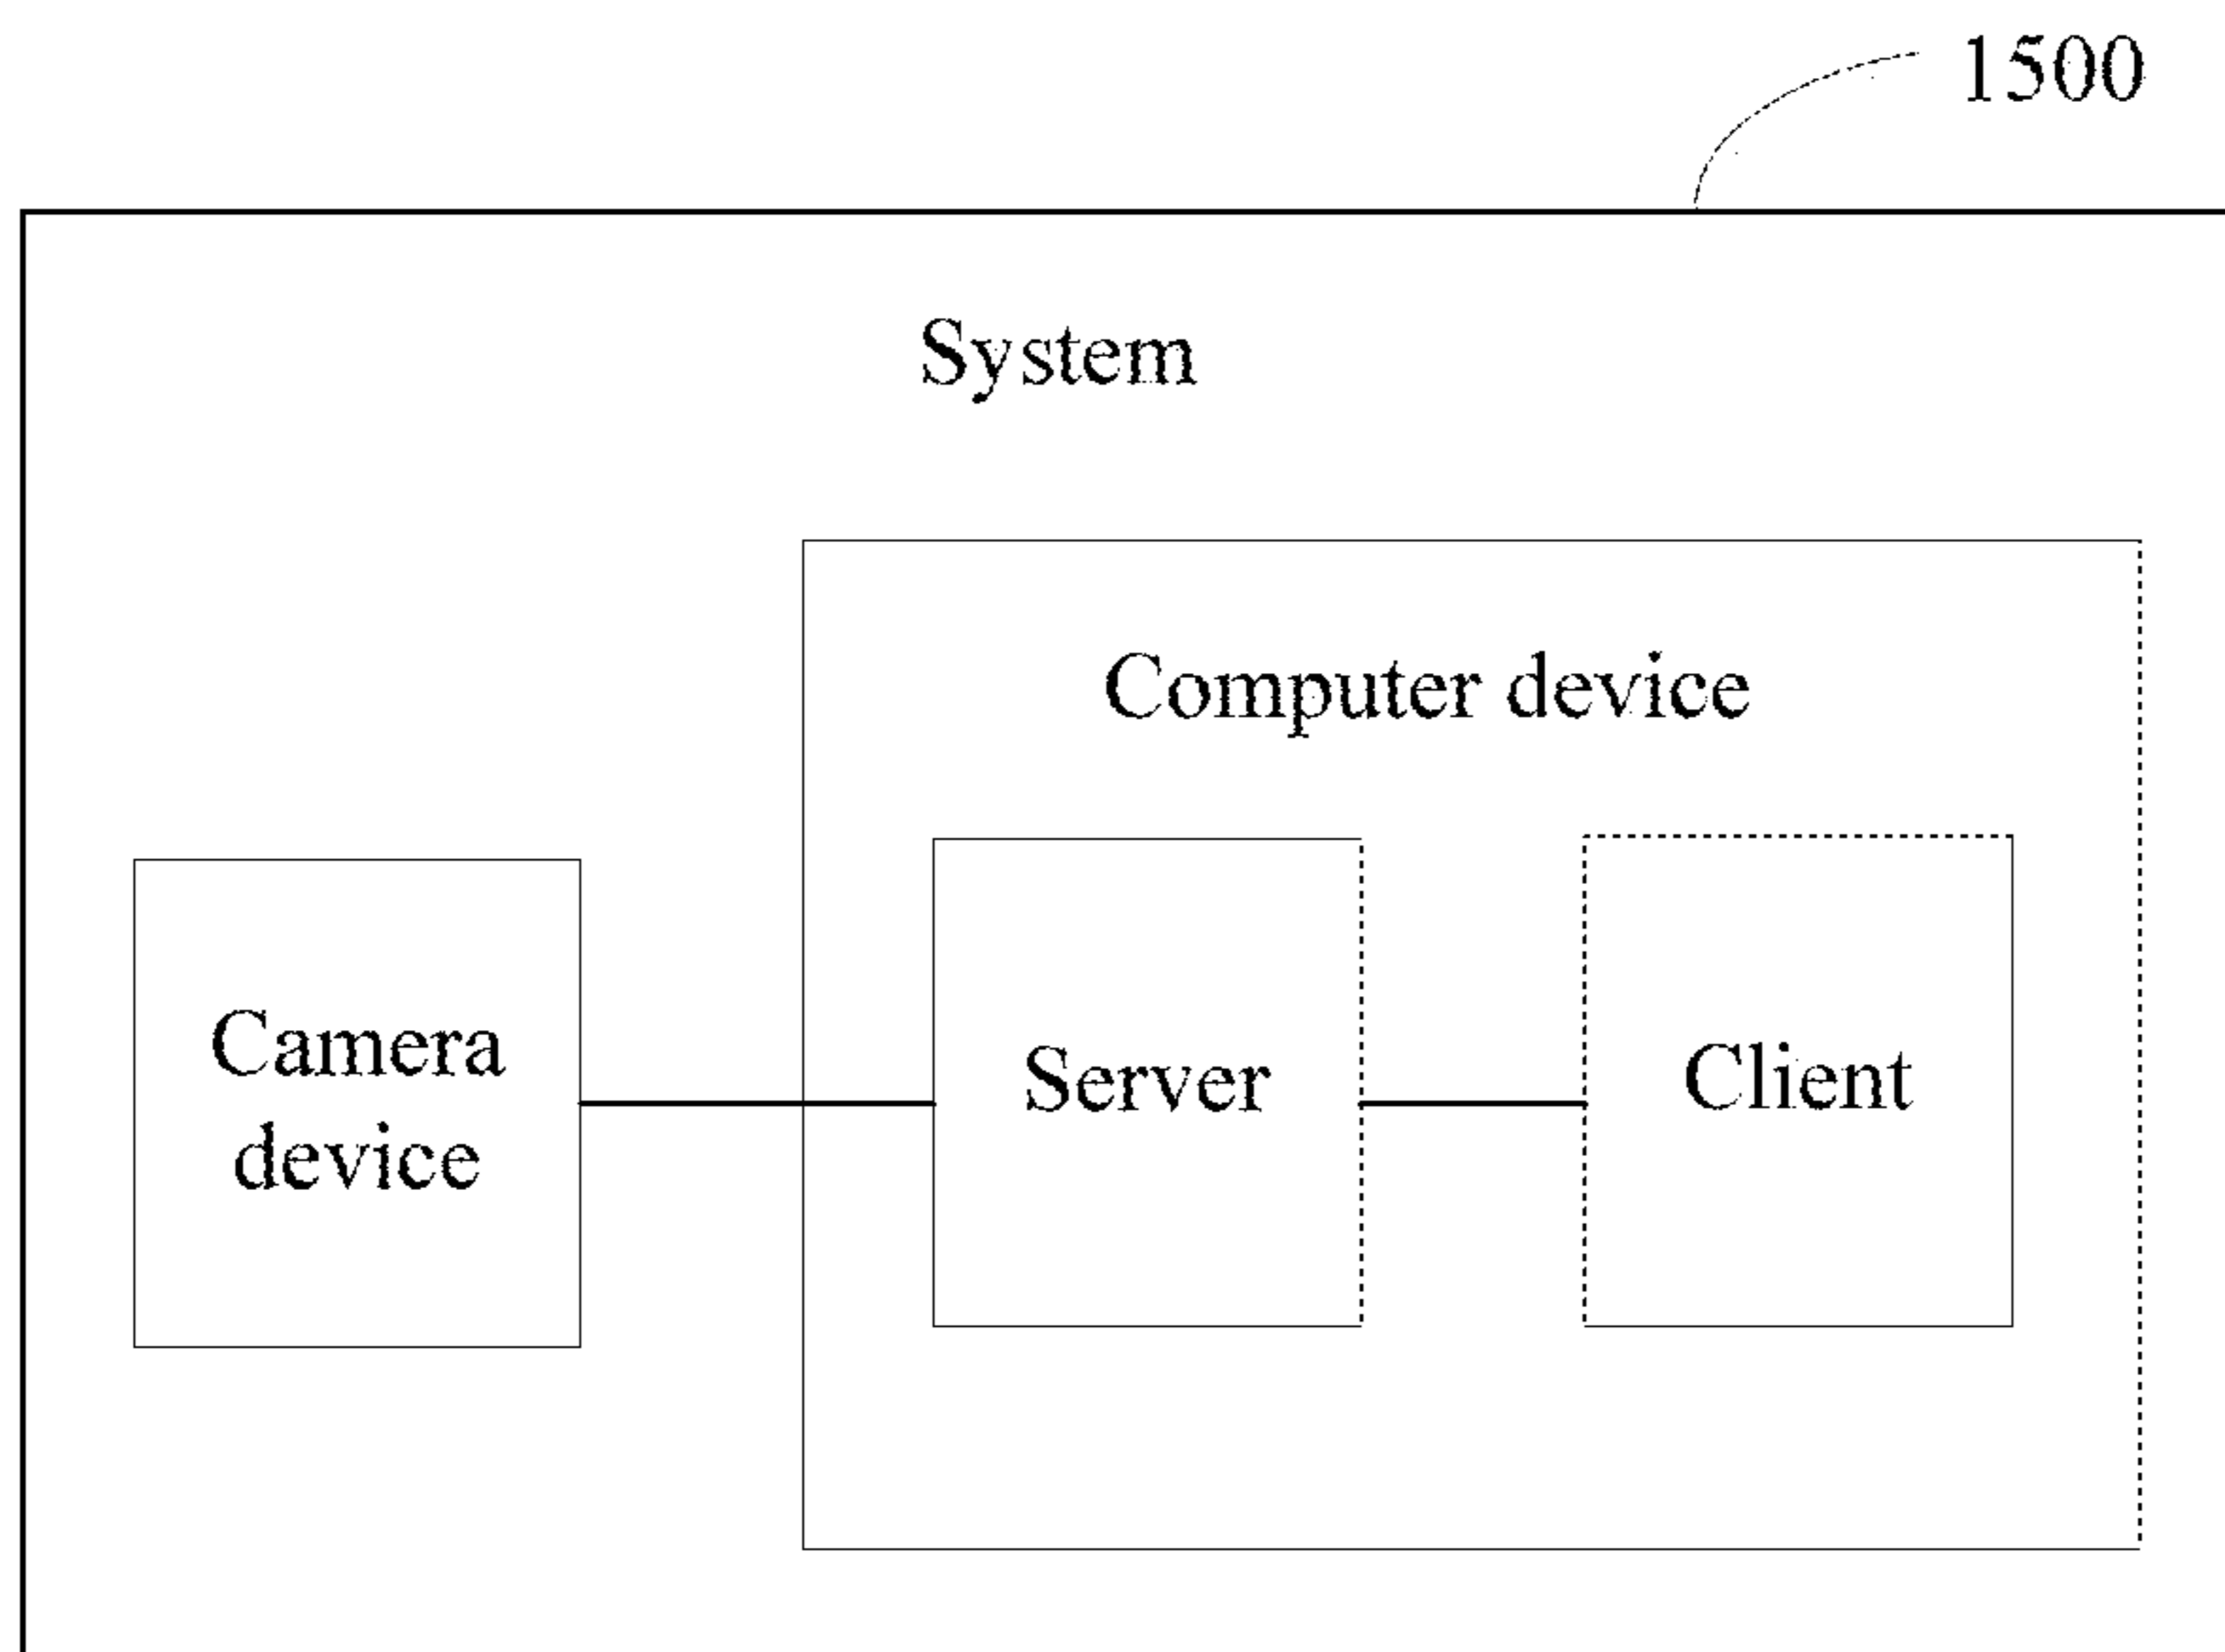 1500
System
Computer device
Camera
device
Server
Client